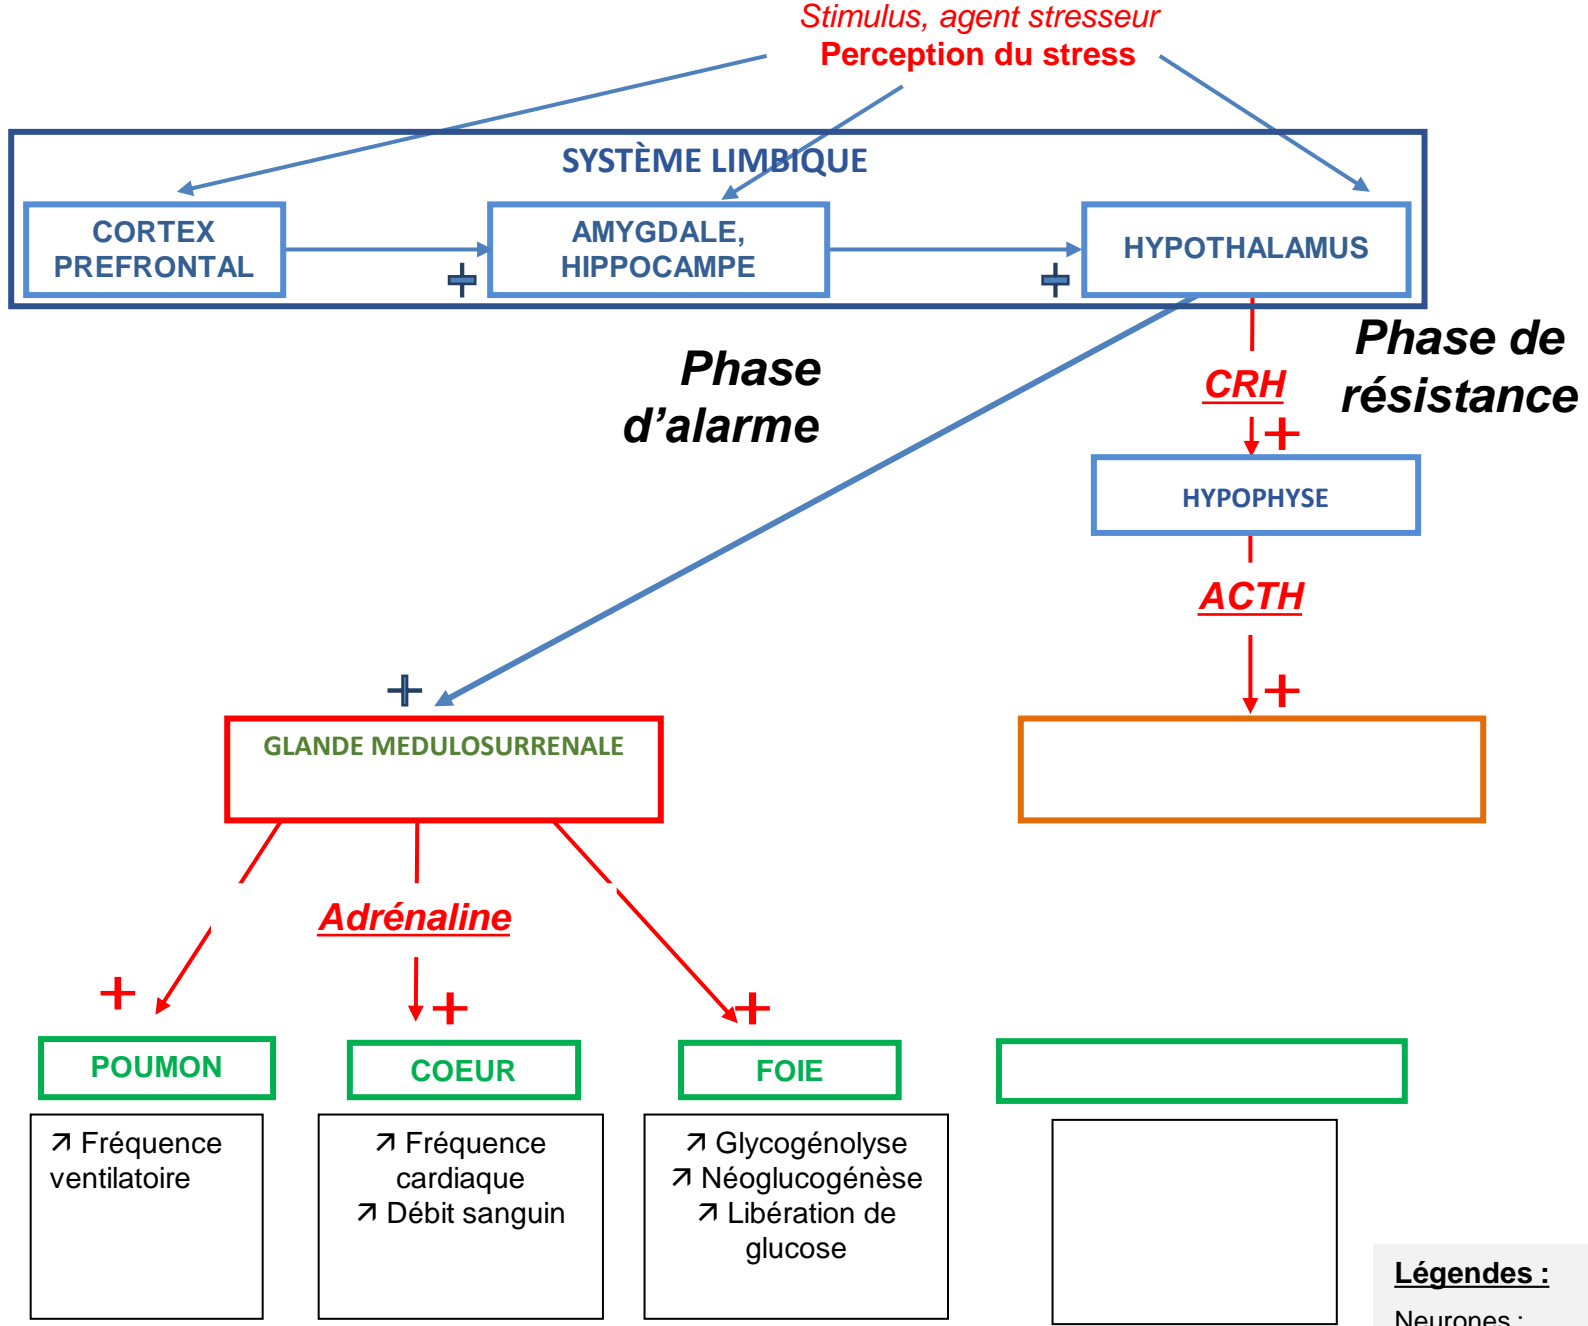 Stimulus, agent stresseur
Perception du stress
SYSTÈME LIMBIQUE
CORTEX
PREFRONTAL
AMYGDALE,
HIPPOCAMPE
HYPOTHALAMUS
Phase
d’alarme
Phase de
résistance
CRH
HYPOPHYSE
ACTH
GLANDE MEDULOSURRENALE
Adrénaline
POUMON
COEUR
FOIE
↗ Fréquence
ventilatoire
↗ Fréquence
cardiaque
↗ Débit sanguin
↗ Glycogénolyse
↗ Néoglucogénèse
↗ Libération de
glucose
Légendes :
Neurones :